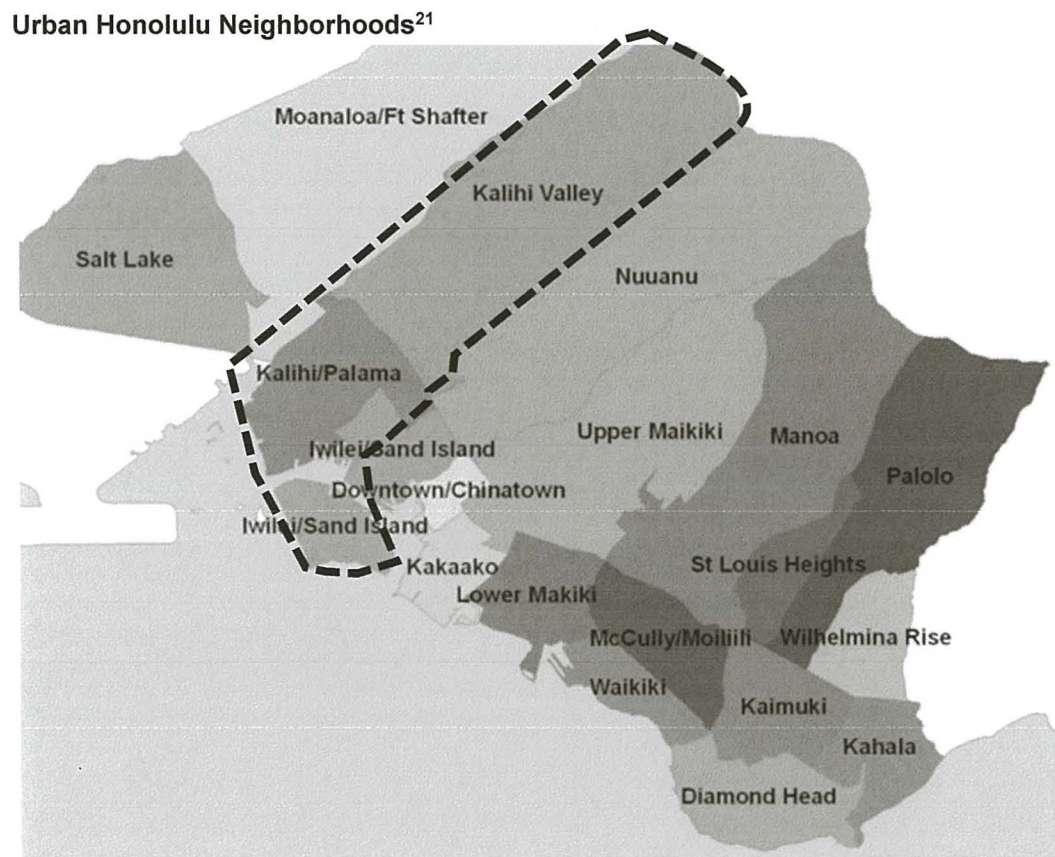 Urban Honolulu Neighborhoods21
Moanaloa/Ft Shafter
Kalihi Valley
Salt Lake
Nuuanu
Kalihi/Palama
Upper Maikiki
Manoa
Iwilei/Sand Island
Palolo
Downtown/Chinatown
Iwilei/Sand Island
Kakaako
St Louis Heights
Lower Makiki
McCully/Moiliili
Wilhelmina Rise
Waikiki
Kaimuki
Kahala
Diamond Head